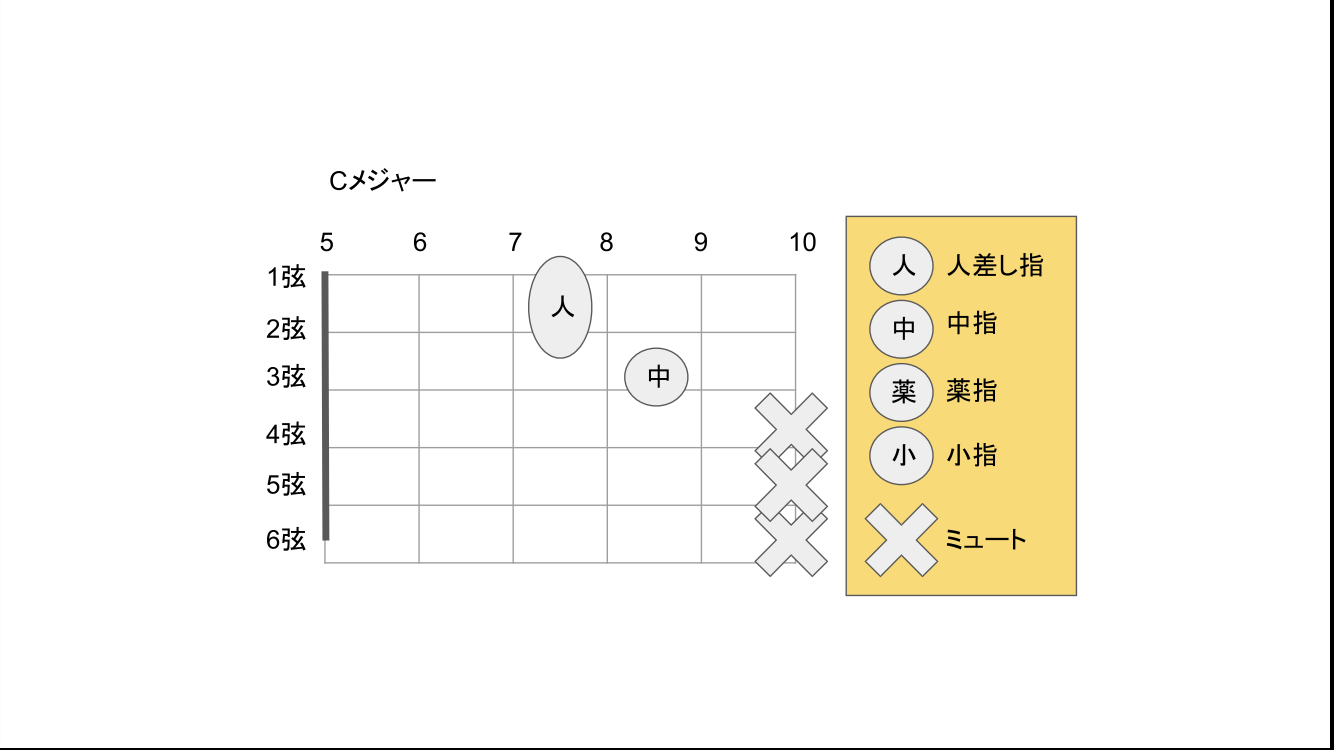 Cメジャー
5 6 7 8 9 10
1弦
2弦
3弦
4弦
5弦
6弦
人
中
人 人差し指
中 中指
薬 薬指
小 小指
ミュート